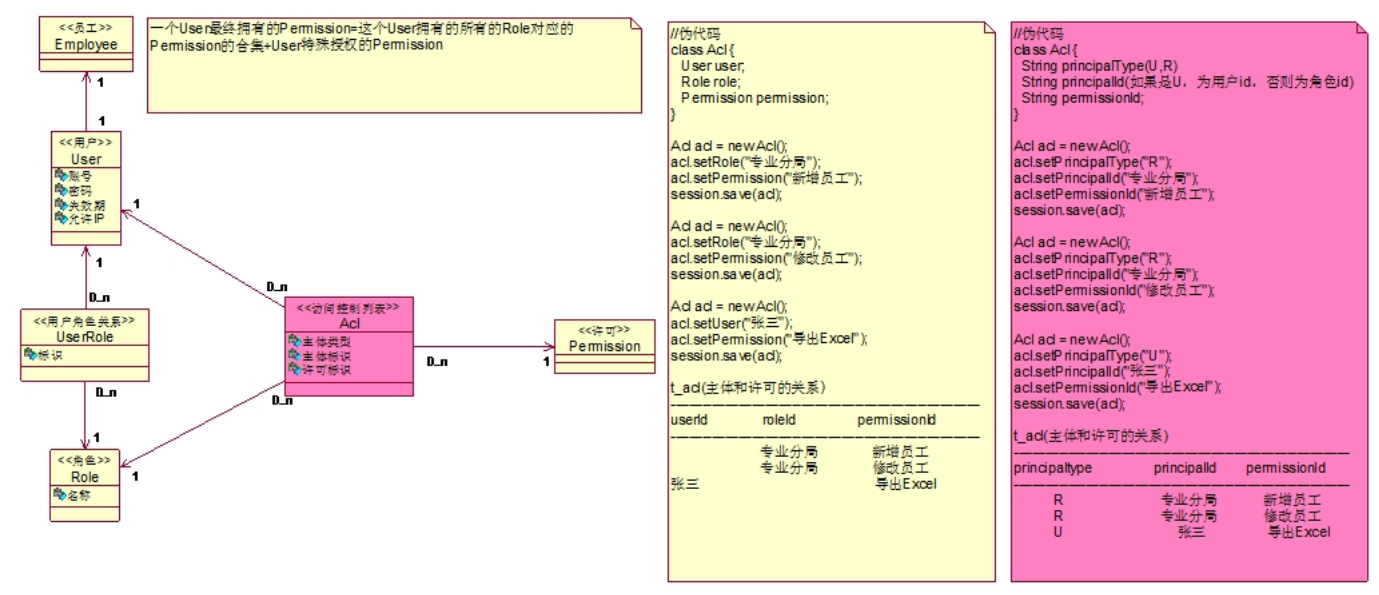 <<员工>>
Employee
1
1
<<用户>>
User
账号
密码
失效期
允许IP
1
1
0..n
<<用户角色关系>>
UserRole
标识
0..n
1
<<角色>>
Role
名称
1
0..n
<<访问控制列表>>
Acl
主体类型
主体标识
许可标识
0..n
0..n
1
<<许可>>
Permission
一个User最终拥有的Permission=这个User拥有的所有的Role对应的
Permission的合集+User特殊授权的Permission
//伪代码
class Acl{
User user;
Role role;
Permission permission;
}
Acl acl = new Acl();
acl.setRole("专业分局");
acl.setPermission("新增员工");
session.save(acl);
Acl acl = new Acl();
acl.setRole("专业分局");
acl.setPermission("修改员工");
session.save(acl);
Acl acl = new Acl();
acl.setUser("张三");
acl.setPermission("导出Excel");
session.save(acl);
t_acl(主体和许可的关系)
userId roleId permissionId
专业分局 新增员工
专业分局 修改员工
张三 导出Excel
//伪代码
class Acl{
String principalType(U,R)
String principalId(如果是U，为用户id，否则为角色id)
String permissionId;
}
Acl acl = new Acl();
acl.setPrincipalType("R");
acl.setPrincipalId("专业分局");
acl.setPermissionId("新增员工");
session.save(acl);
Acl acl = new Acl();
acl.setPrincipalType("R");
acl.setPrincipalId("专业分局");
acl.setPermissionId("修改员工");
session.save(acl);
Acl acl = new Acl();
acl.setPrincipalType("U");
acl.setPrincipalId("张三");
acl.setPermissionId("导出Excel");
session.save(acl);
t_acl(主体和许可的关系)
principaltype principalId permissionId
R 专业分局 新增员工
R 专业分局 修改员工
U 张三 导出Excel